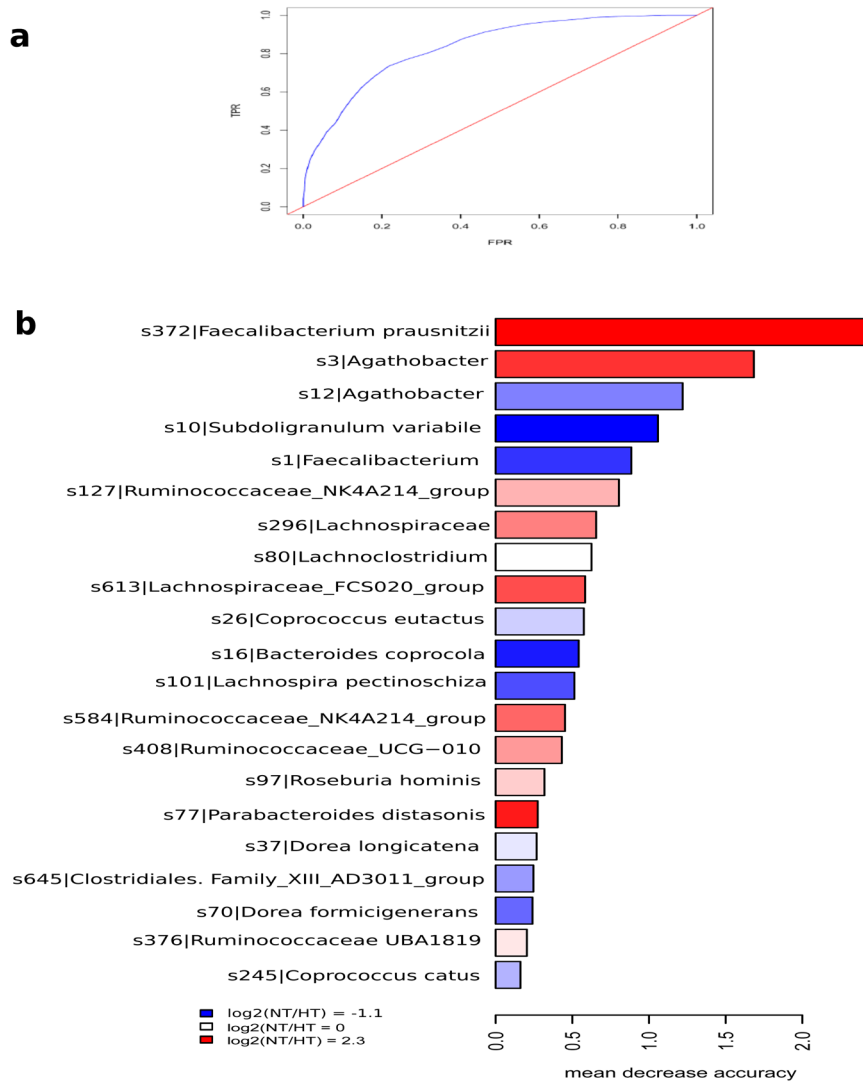 a
TPR
1.0
0.8
0.6
0.4
0.2
0.0
0.0 0.2 0.4 0.6 0.8 1.0
FPR
b
s372|Faecalibacterium prausnitzii
s3|Agathobacter
s12|Agathobacter
s10|Subdoligranulum variabile
s1|Faecalibacterium
s127|Ruminococcaceae_NK4A214_group
s296|Lachnospiraceae
s80|Lachnoclostridium
s613|Lachnospiraceae_FCS020_group
s26|Coprococcus eutactus
s16|Bacteroides coprocola
s101|Lachnospira pectinoschiza
s584|Ruminococcaceae_NK4A214_group
s408|Ruminococcaceae_UCG−010
s97|Roseburia hominis
s77|Parabacteroides distasonis
s37|Dorea longicatena
s645|Clostridiales. Family_XIII_AD3011_group
s70|Dorea formicigenerans
s376|Ruminococcaceae UBA1819
s245|Coprococcus catus
log2(NT/HT) = -1.1
log2(NT/HT = 0
log2(NT/HT) = 2.3
0.0 0.5 1.0 1.5 2.0
mean decrease accuracy